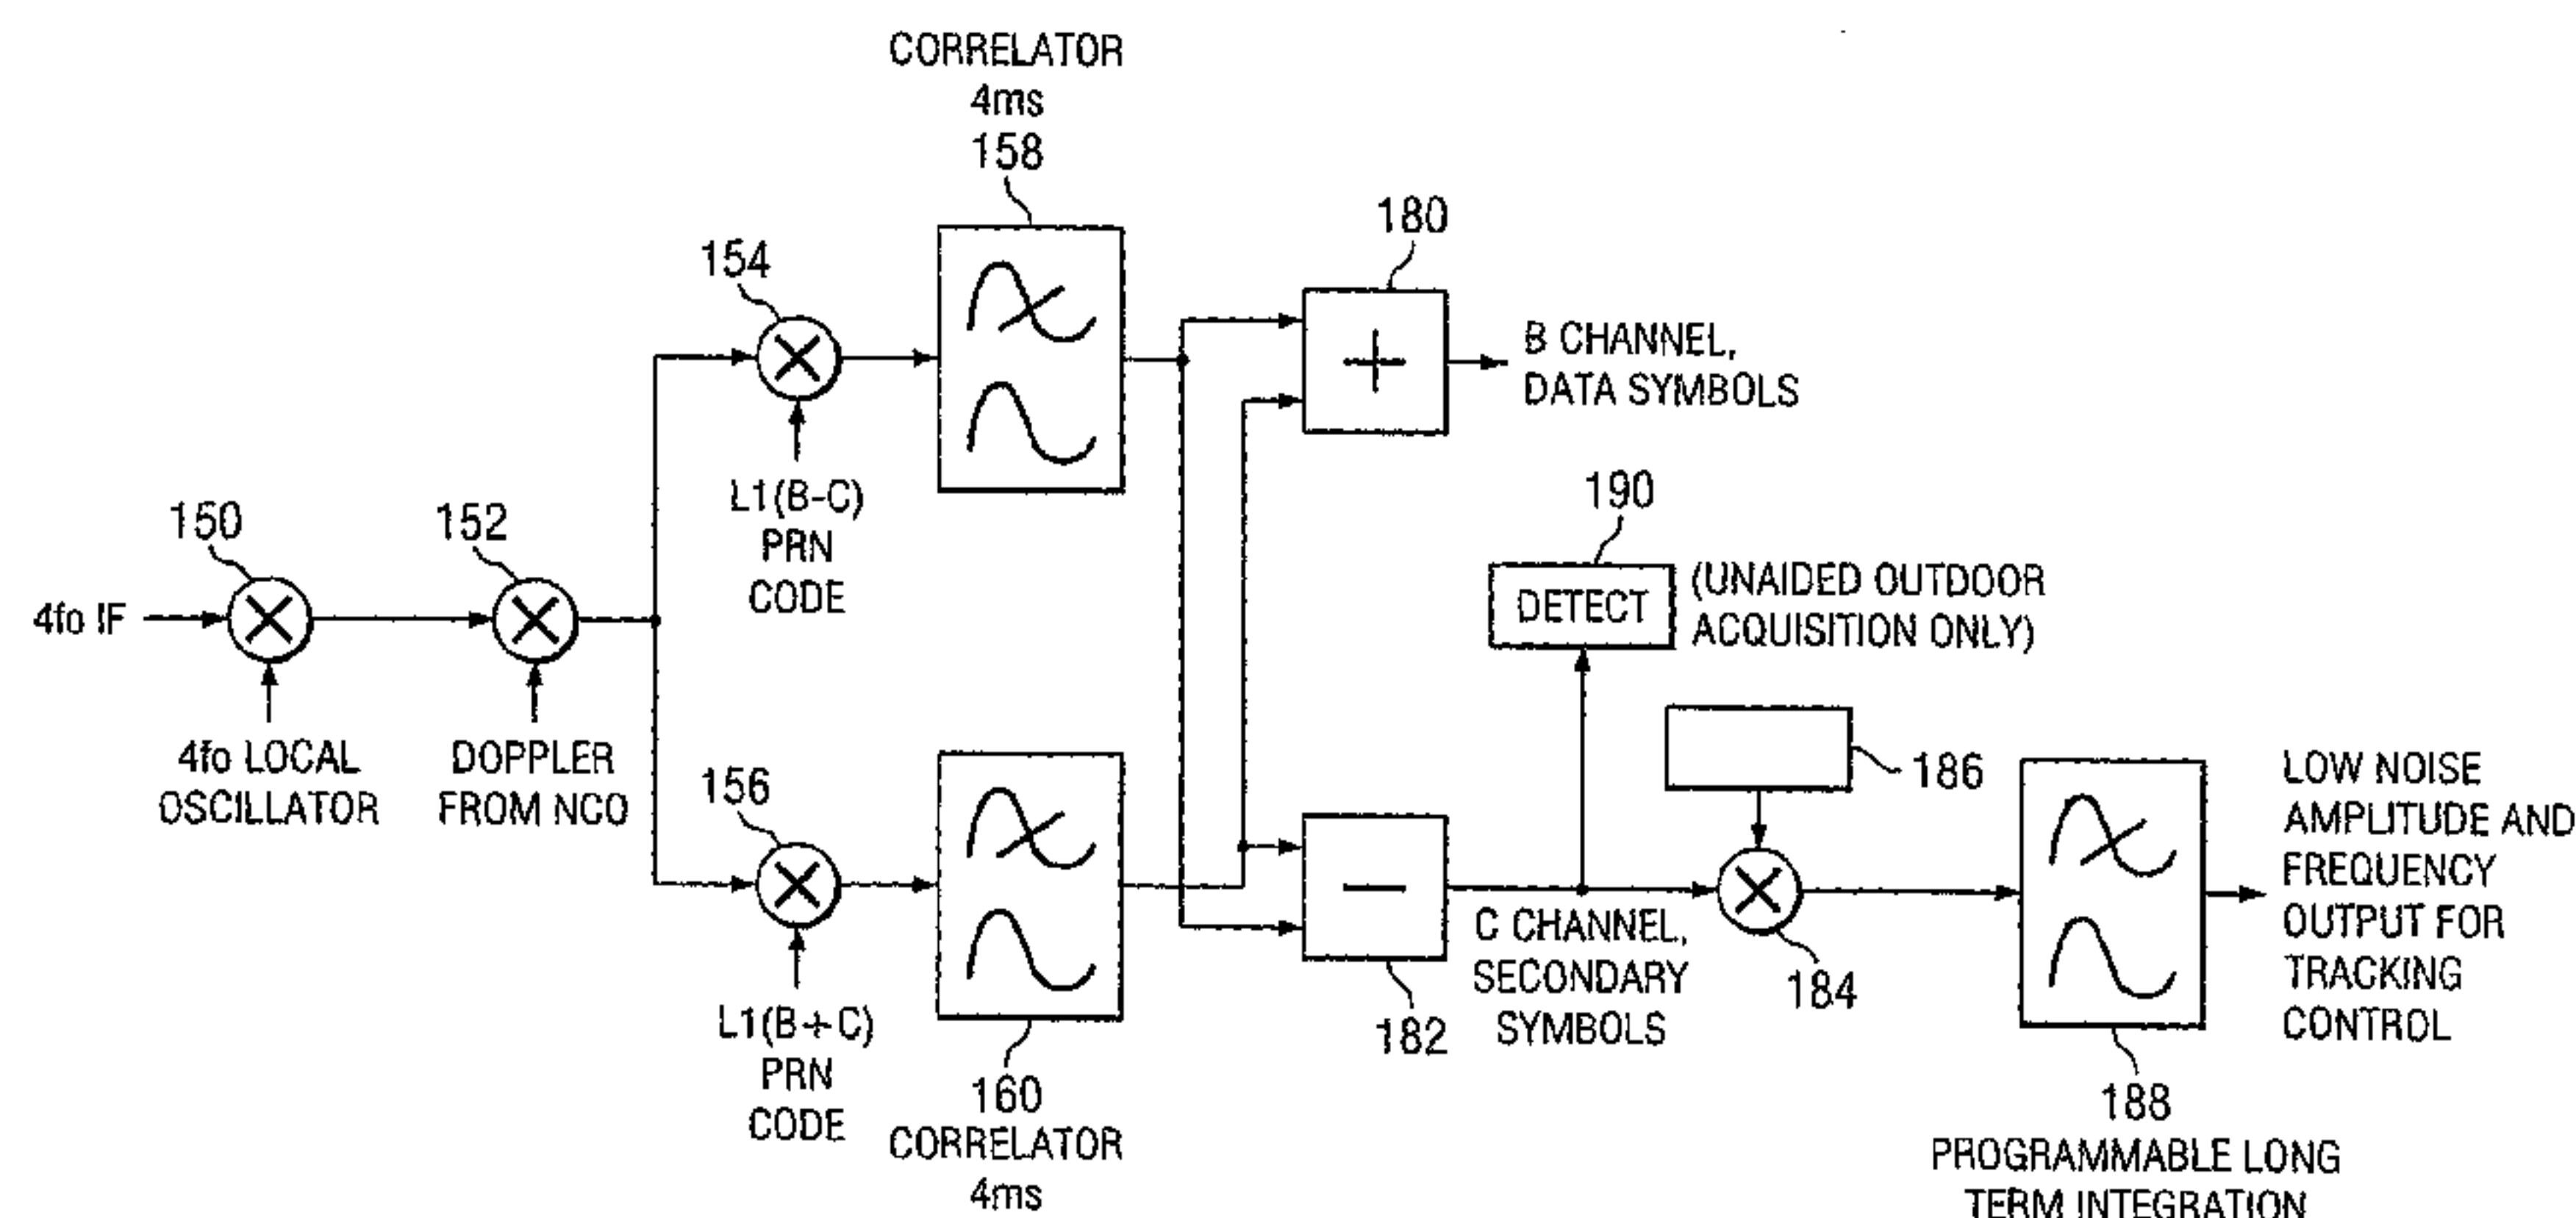 CORRELATOR
4ms
158
180
154
B CHANNEL,
DATA SYMBOLS
L1(B-C)
PRN
CODE
190
DETECT
(UNAIDED OUTDOOR
ACQUISITION ONLY)
150
152
4fo IF
4fo LOCAL
OSCILLATOR
DOPPLER
FROM NCO
156
186
LOW NOISE
AMPLITUDE AND
FREQUENCY
OUTPUT FOR
TRACKING
CONTROL
C CHANNEL,
SECONDARY
SYMBOLS
184
182
L1(B+C)
PRN
CODE
160
CORRELATOR
4ms
188
PROGRAMMABLE LONG
TERM INTEGRATION